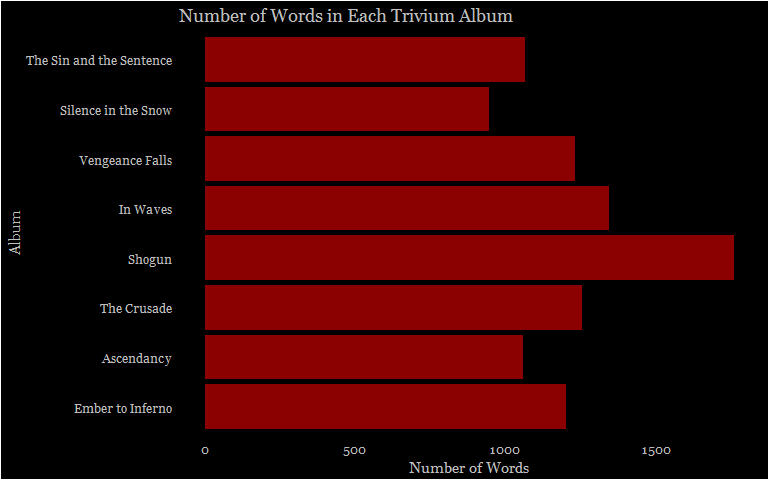 Number of Words in Each Trivium Album
The Sin and the Sentence
Silence in the Snow
Vengeance Falls
In Waves
Shogun
The Crusade
Ascendancy
Ember to Inferno
Album
0 500 1000 1500
Number of Words